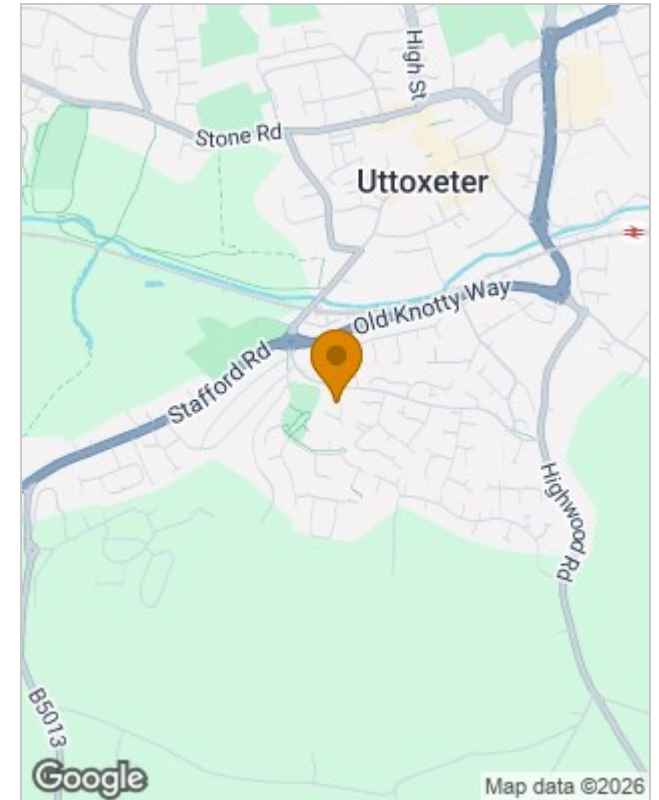 High St
Stone Rd
Uttoxeter
Old Knotty Way
Stafford Rd
Highwood Rd
B5013
Google
Map data ©2026